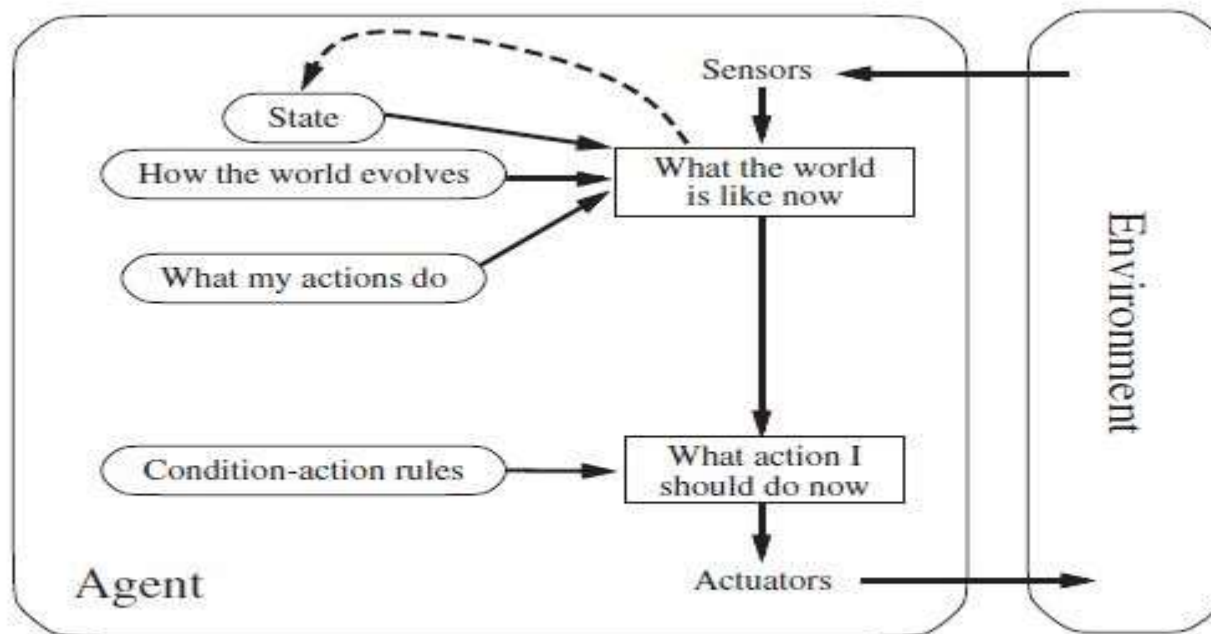 Sensors
State
How the world evolves
What the world
is like now
What my actions do
Environment
Condition-action rules
What action I
should do now
Agent
Actuators